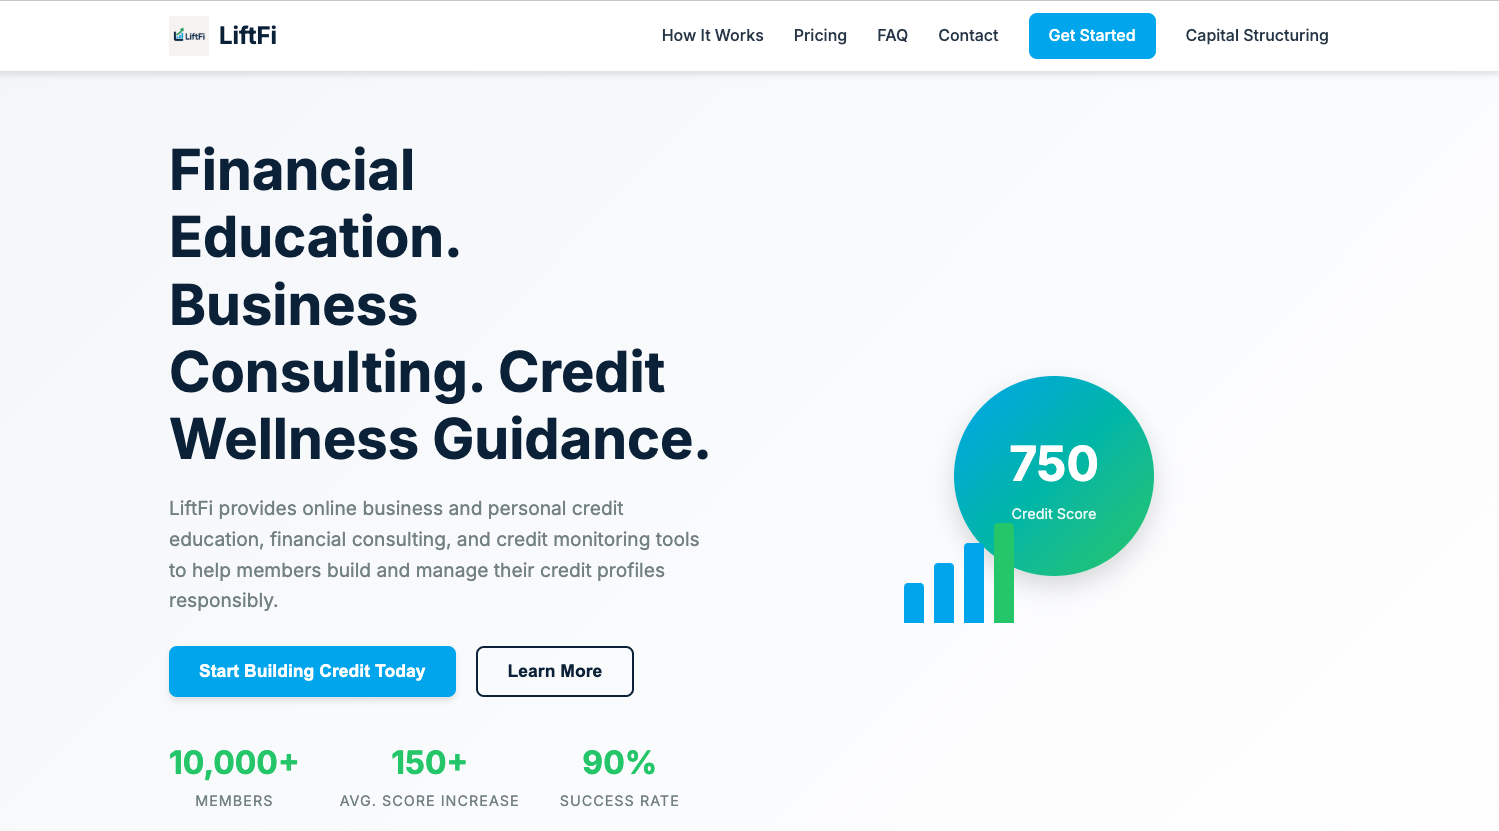 LiftFi LiftFi How It Works Pricing FAQ Contact Get Started Capital Structuring
Financial
Education.
Business
Consulting. Credit
Wellness Guidance.
LiftFi provides online business and personal credit
education, financial consulting, and credit monitoring tools
to help members build and manage their credit profiles
responsibly.
Start Building Credit Today Learn More
10,000+ 150+ 90%
MEMBERS AVG. SCORE INCREASE SUCCESS RATE
750
Credit Score